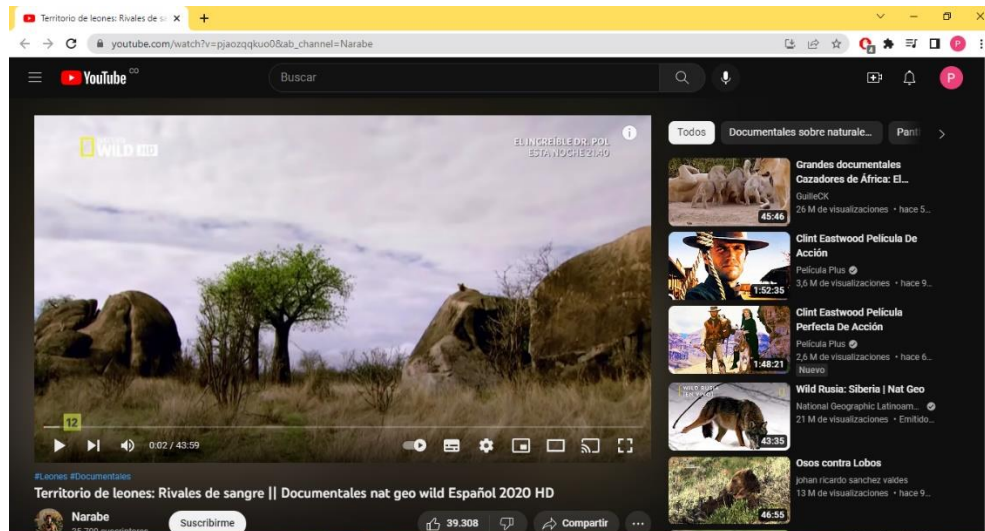 Territorio de leones: Rivales de sa
youtube.com/watch?v=pjaozqqkuo0&ab_channel=Narabe
P
YouTube CO
Buscar
P
WILD HD
EL INCREÍBLE DR. POL
ESTA NOCHE 21:40
12
0:02 / 43:59
#Leones #Documentales
Territorio de leones: Rivales de sangre || Documentales nat geo wild Español 2020 HD
Narabe
Suscribirme
39.308
Compartir
Todos
Documentales sobre naturale...
Panti
Grandes documentales
Cazadores de África: El...
GuilleCK
26 M de visualizaciones • hace 5...
45:46
Clint Eastwood Película De
Acción
Película Plus
3,6 M de visualizaciones • hace 9...
1:52:35
Clint Eastwood Película
Perfecta De Acción
Película Plus
2,6 M de visualizaciones • hace 6...
Nuevo
1:48:21
Wild Rusia: Siberia | Nat Geo
National Geographic Latinoam...
21 M de visualizaciones • Emitido...
43:35
Osos contra Lobos
johan ricardo sanchez valdes
13 M de visualizaciones • hace 9...
46:55